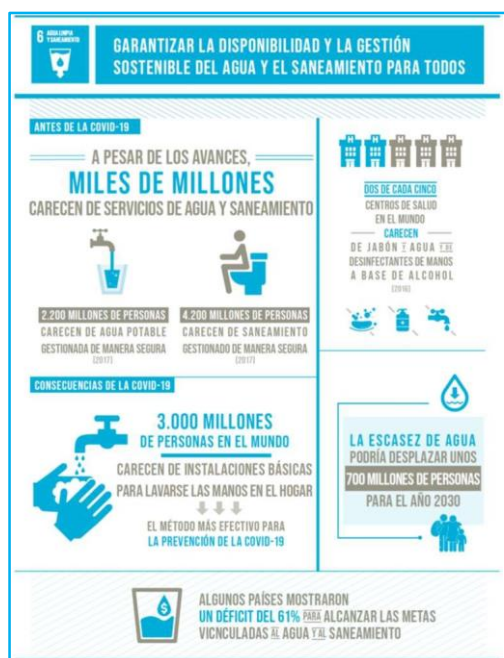 6 AGUA LIMPIA
Y SANEAMIENTO
GARANTIZAR LA DISPONIBILIDAD Y LA GESTIÓN
SOSTENIBLE DEL AGUA Y EL SANEAMIENTO PARA TODOS
ANTES DE LA COVID-19
A PESAR DE LOS AVANCES,
MILES DE MILLONES
CARECEN DE SERVICIOS DE AGUA Y SANEAMIENTO
2.200 MILLONES DE PERSONAS
CARECEN DE AGUA POTABLE
GESTIONADA DE MANERA SEGURA
(2017)
4.200 MILLONES DE PERSONAS
CARECEN DE SANEAMIENTO
GESTIONADO DE MANERA SEGURA
(2017)
H H H H H
DOS DE CADA CINCO
CENTROS DE SALUD
EN EL MUNDO
CARECEN
DE JABÓN Y AGUA Y DE
DESINFECTANTES DE MANOS
A BASE DE ALCOHOL
(2016)
CONSECUENCIAS DE LA COVID-19
3.000 MILLONES
DE PERSONAS EN EL MUNDO
CARECEN DE INSTALACIONES BÁSICAS
PARA LAVARSE LAS MANOS EN EL HOGAR
EL MÉTODO MÁS EFECTIVO PARA
LA PREVENCIÓN DE LA COVID-19
LA ESCASEZ DE AGUA
PODRÍA DESPLAZAR UNOS
700 MILLONES DE PERSONAS
PARA EL AÑO 2030
$
ALGUNOS PAÍSES MOSTRARON
UN DÉFICIT DEL 61% PARA ALCANZAR LAS METAS
VICNCULADAS AL AGUA Y AL SANEAMIENTO